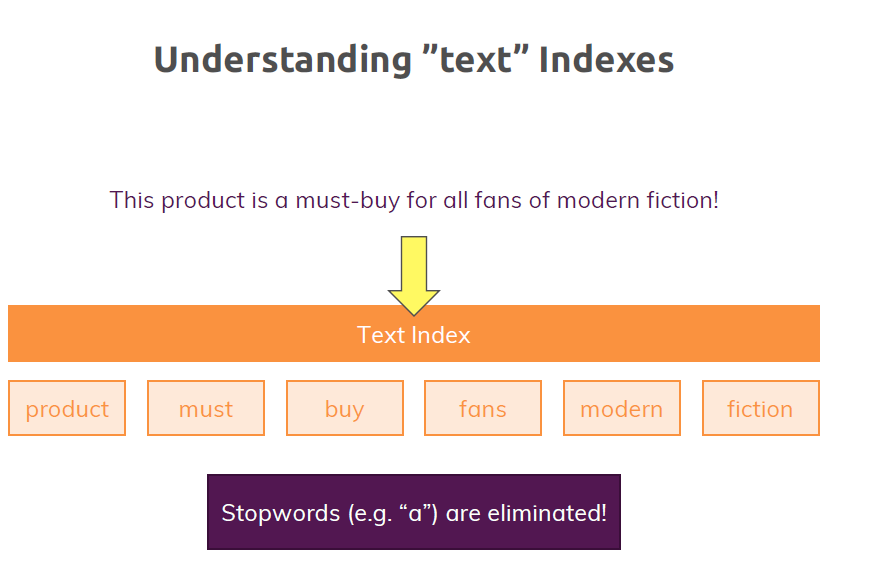 Understanding ”text” Indexes
This product is a must-buy for all fans of modern fiction!
Text Index
product must buy fans modern fiction
Stopwords (e.g. “a”) are eliminated!